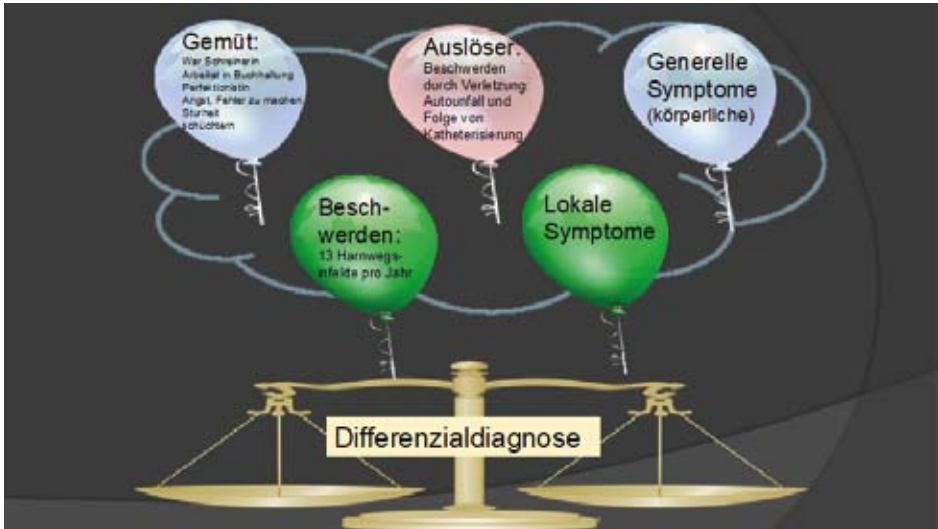 Gemüt:
War Schreinerin
Arbeitet in Buchhaltung
Perfektionistin
Angst, Fehler zu machen,
Sturheit
schüchtern
Auslöser:
Beschwerden
durch Verletzung:
Autounfall und
Folge von
Katheterisierung
Generelle
Symptome
(körperliche)
Besch-
werden:
13 Harnwegs-
infekte pro Jahr
Lokale
Symptome
Differenzialdiagnose